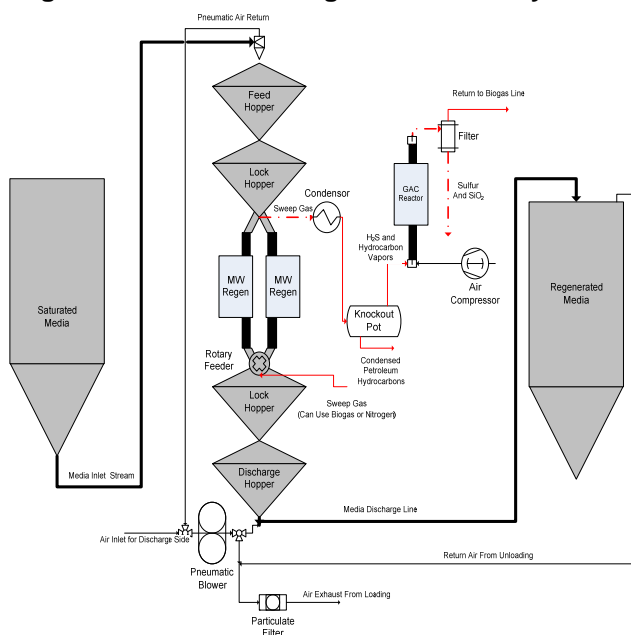 Pneumatic Air Return
Feed
Hopper
Return to Biogas Line
Filter
Lock
Hopper
Condensor
GAC
Reactor
Sulfur
And SiO₂
Sweep Gas
H₂S and
Hydrocarbon
Vapors
MW
Regen
MW
Regen
Air
Compressor
Saturated
Media
Regenerated
Media
Knockout
Pot
Rotary
Feeder
Condensed
Petroleum
Hydrocarbons
Lock
Hopper
Sweep Gas
(Can Use Biogas or Nitrogen)
Media Inlet Stream
Discharge
Hopper
Media Discharge Line
Air Inlet for Discharge Side
Return Air From Unloading
Pneumatic
Blower
Air Exhaust From Loading
Particulate
Filter